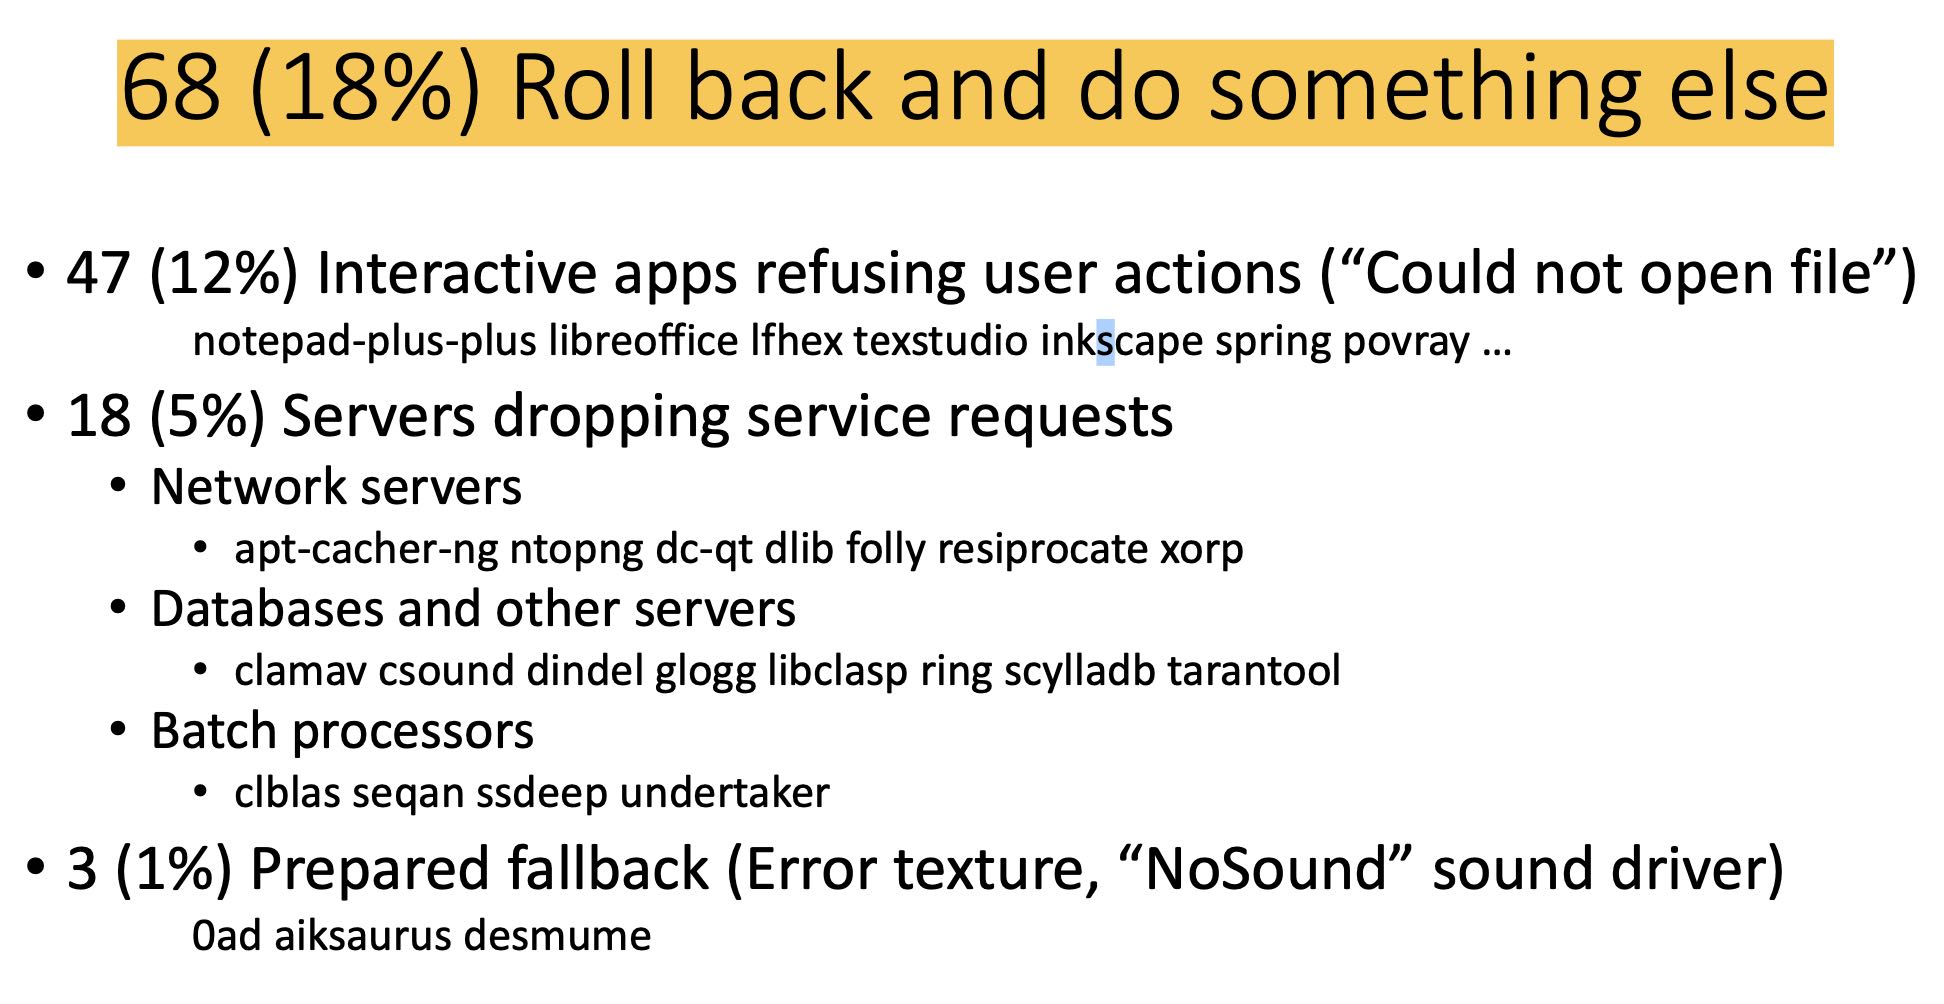 68 (18%) Roll back and do something else
• 47 (12%) Interactive apps refusing user actions (“Could not open file”)
notepad-plus-plus libreoffice lfhex texstudio inkscape spring povray ...
• 18 (5%) Servers dropping service requests
• Network servers
• apt-cacher-ng ntopng dc-qt dlib folly resiprocate xorp
• Databases and other servers
• clamav csound dindel glogg libclasp ring scylladb tarantool
• Batch processors
• clblas seqan ssdeep undertaker
• 3 (1%) Prepared fallback (Error texture, “NoSound” sound driver)
0ad aiksaurus desmume